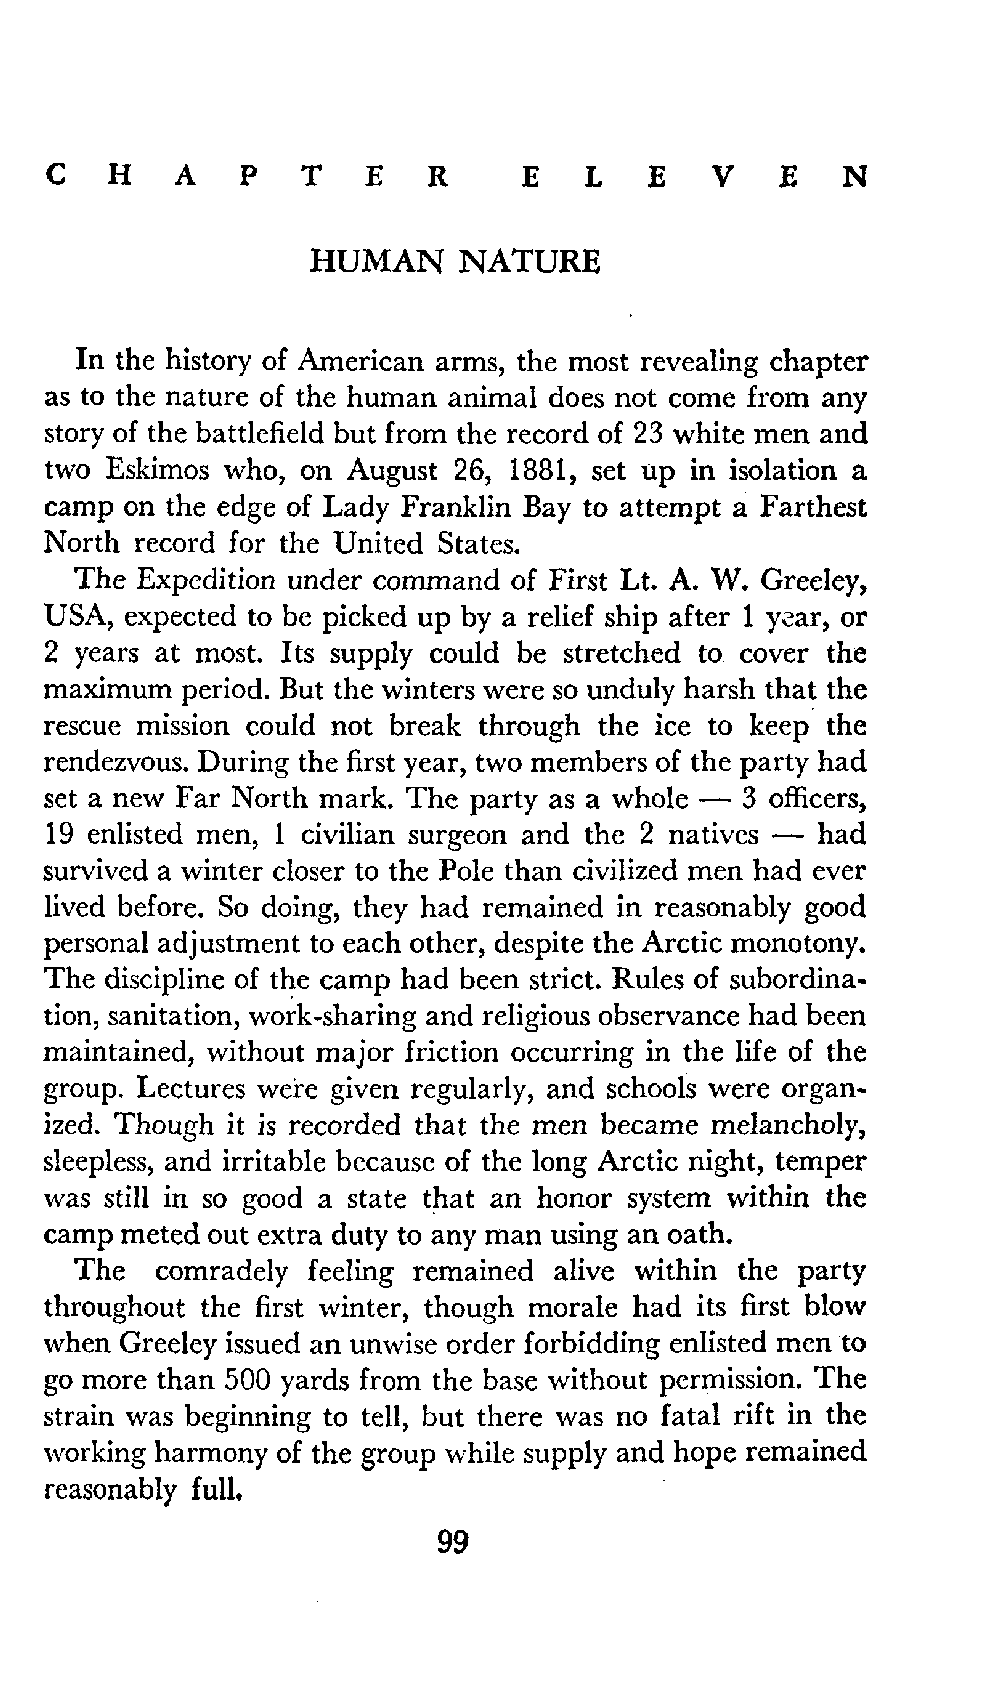 CHAPTER ELEVEN
HUMAN NATURE
In the history of American arms, the most revealing chapter
as to the nature of the human animal does not come from any
story of the battlefield but from the record of 23 white men and
two Eskimos who, on August 26, 1881, set up in isolation a
camp on the edge of Lady Franklin Bay to attempt a Farthest
North record for the United States.
The Expedition under command of First Lt. A. W. Greeley,
USA, expected to be picked up by a relief ship after 1 year, or
2 years at most. Its supply could be stretched to cover the
maximum period. But the winters were so unduly harsh that the
rescue mission could not break through the ice to keep the
rendezvous. During the first year, two members of the party had
set a new Far North mark. The party as a whole — 3 officers,
19 enlisted men, 1 civilian surgeon and the 2 natives — had
survived a winter closer to the Pole than civilized men had ever
lived before. So doing, they had remained in reasonably good
personal adjustment to each other, despite the Arctic monotony.
The discipline of the camp had been strict. Rules of subordina-
tion, sanitation, work-sharing and religious observance had been
maintained, without major friction occurring in the life of the
group. Lectures were given regularly, and schools were organ-
ized. Though it is recorded that the men became melancholy,
sleepless, and irritable because of the long Arctic night, temper
was still in so good a state that an honor system within the
camp meted out extra duty to any man using an oath.
The comradely feeling remained alive within the party
throughout the first winter, though morale had its first blow
when Greeley issued an unwise order forbidding enlisted men to
go more than 500 yards from the base without permission. The
strain was beginning to tell, but there was no fatal rift in the
working harmony of the group while supply and hope remained
reasonably full.
99